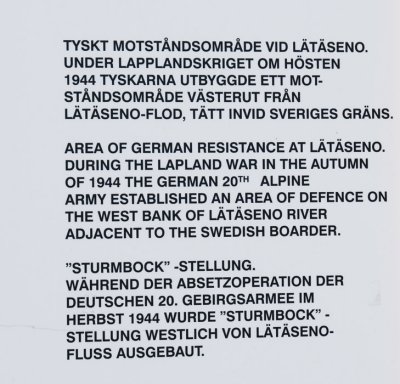 TYSKT MOTSTÅNDSOMRÅDE VID LÄTÄSENO.
UNDER LAPPLANDSKRIGET OM HÖSTEN
1944 TYSKARNA UTBYGGDE ETT MOT-
STÅNDSOMRÅDE VÄSTERUT FRÅN
LÄTÄSENO-FLOD, TÄTT INVID SVERIGES GRÄNS.
AREA OF GERMAN RESISTANCE AT LÄTÄSENO.
DURING THE LAPLAND WAR IN THE AUTUMN
OF 1944 THE GERMAN 20TH ALPINE
ARMY ESTABLISHED AN AREA OF DEFENCE ON
THE WEST BANK OF LÄTÄSENO RIVER
ADJACENT TO THE SWEDISH BOARDER.
”STURMBOCK” -STELLUNG.
WÄHREND DER ABSETZOPERATION DER
DEUTSCHEN 20. GEBIRGSARMEE IM
HERBST 1944 WURDE ”STURMBOCK” -
STELLUNG WESTLICH VON LÄTÄSENO-
FLUSS AUSGEBAUT.